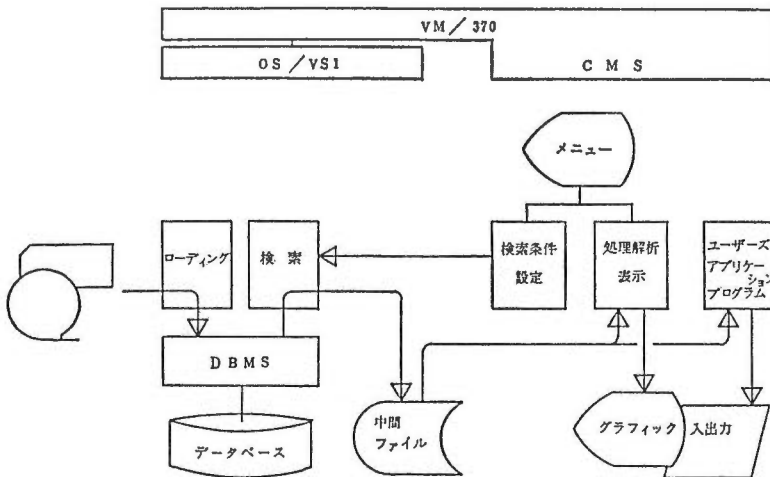 VM／370
OS／VS1
CMS
メニュー
ローディング
検索
検索条件
設定
処理解析
表示
ユーザーズ
アプリケー
ション
プログラム
DBMS
データベース
中間
ファイル
グラフィック
入出力